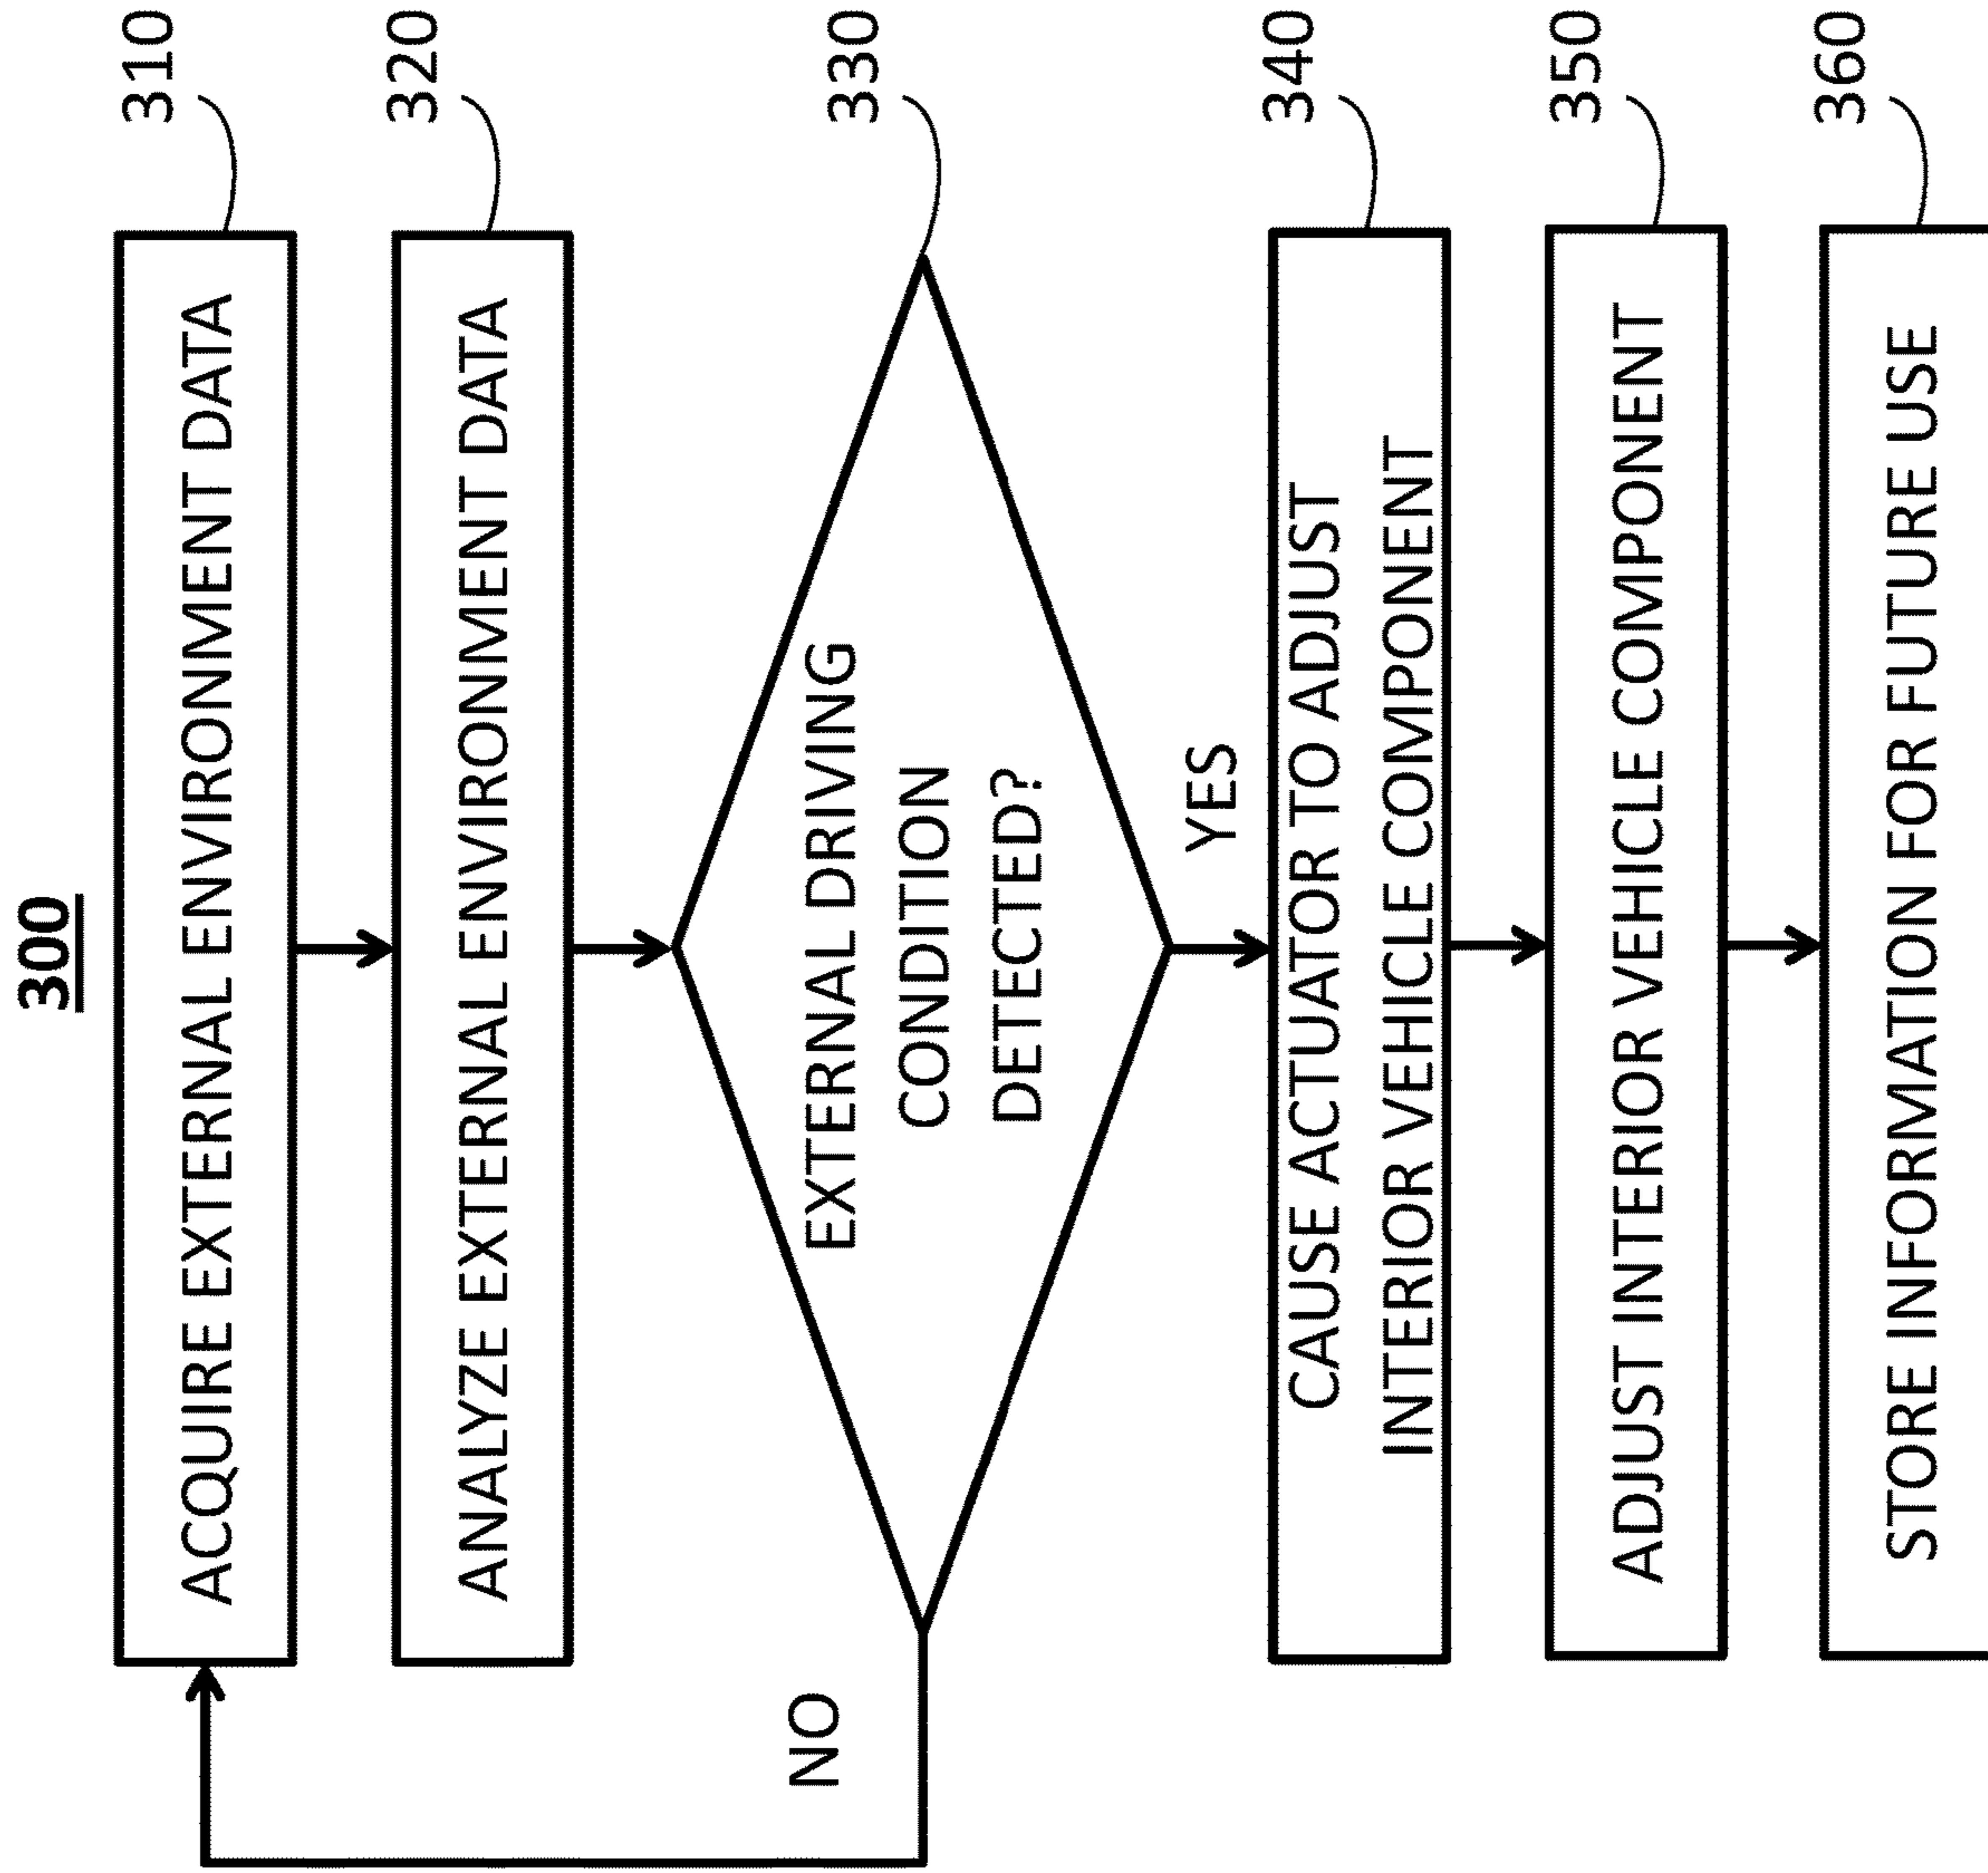 300
ACQUIRE EXTERNAL ENVIRONMENT DATA
310
ANALYZE EXTERNAL ENVIRONMENT DATA
320
EXTERNAL DRIVING
CONDITION
DETECTED?
330
NO
YES
CAUSE ACTUATOR TO ADJUST
INTERIOR VEHICLE COMPONENT
340
ADJUST INTERIOR VEHICLE COMPONENT
350
STORE INFORMATION FOR FUTURE USE
360